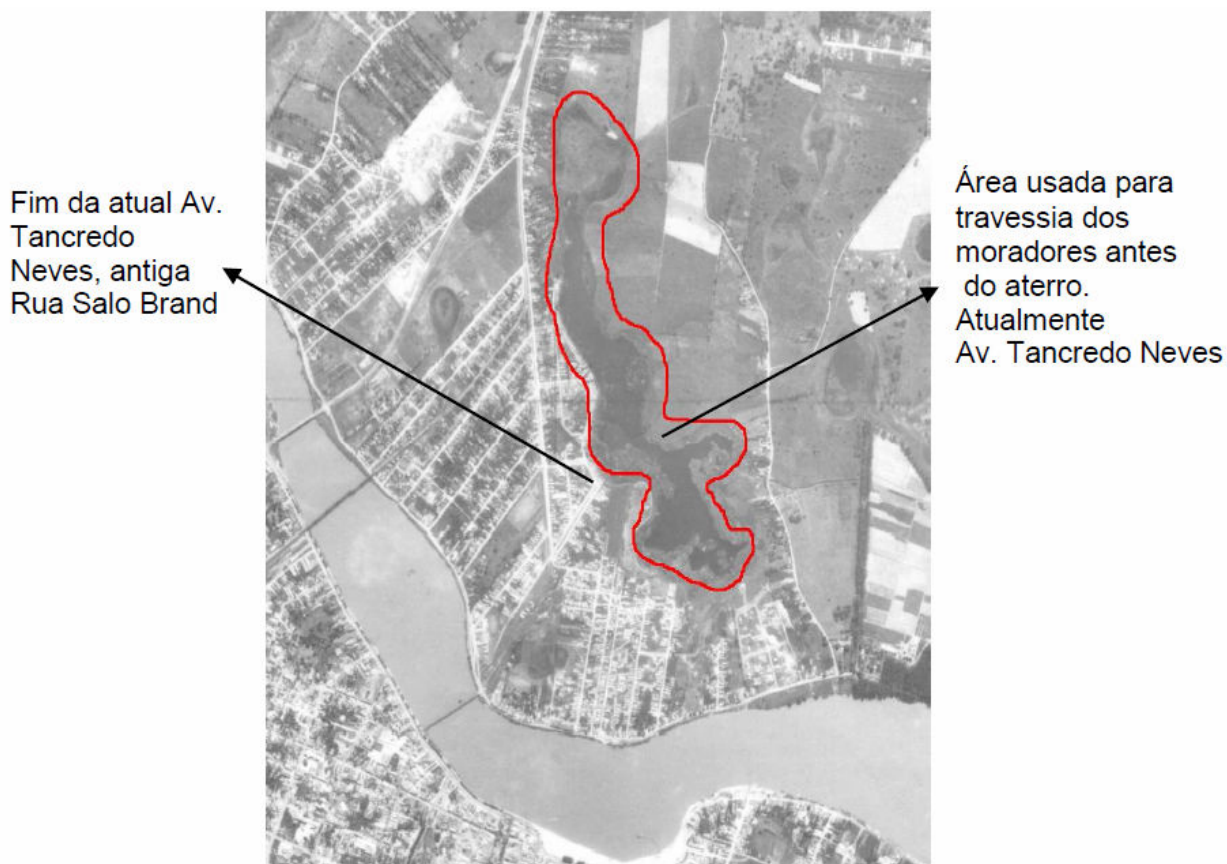 Fim da atual Av.
Tancredo
Neves, antiga
Rua Salo Brand
Área usada para
travessia dos
moradores antes
do aterro.
Atualmente
Av. Tancredo Neves